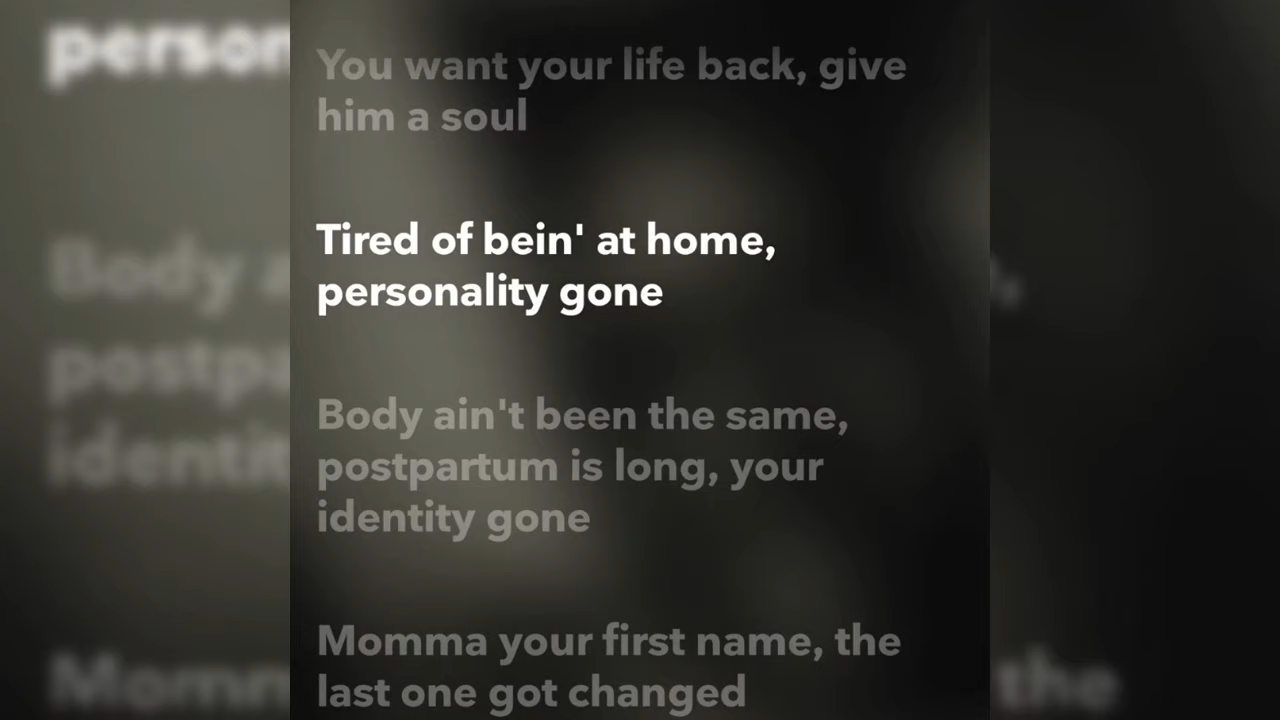 You want your life back, give
him a soul
Tired of bein' at home,
personality gone
Body ain't been the same,
postpartum is long, your
identity gone
Momma your first name, the
last one got changed